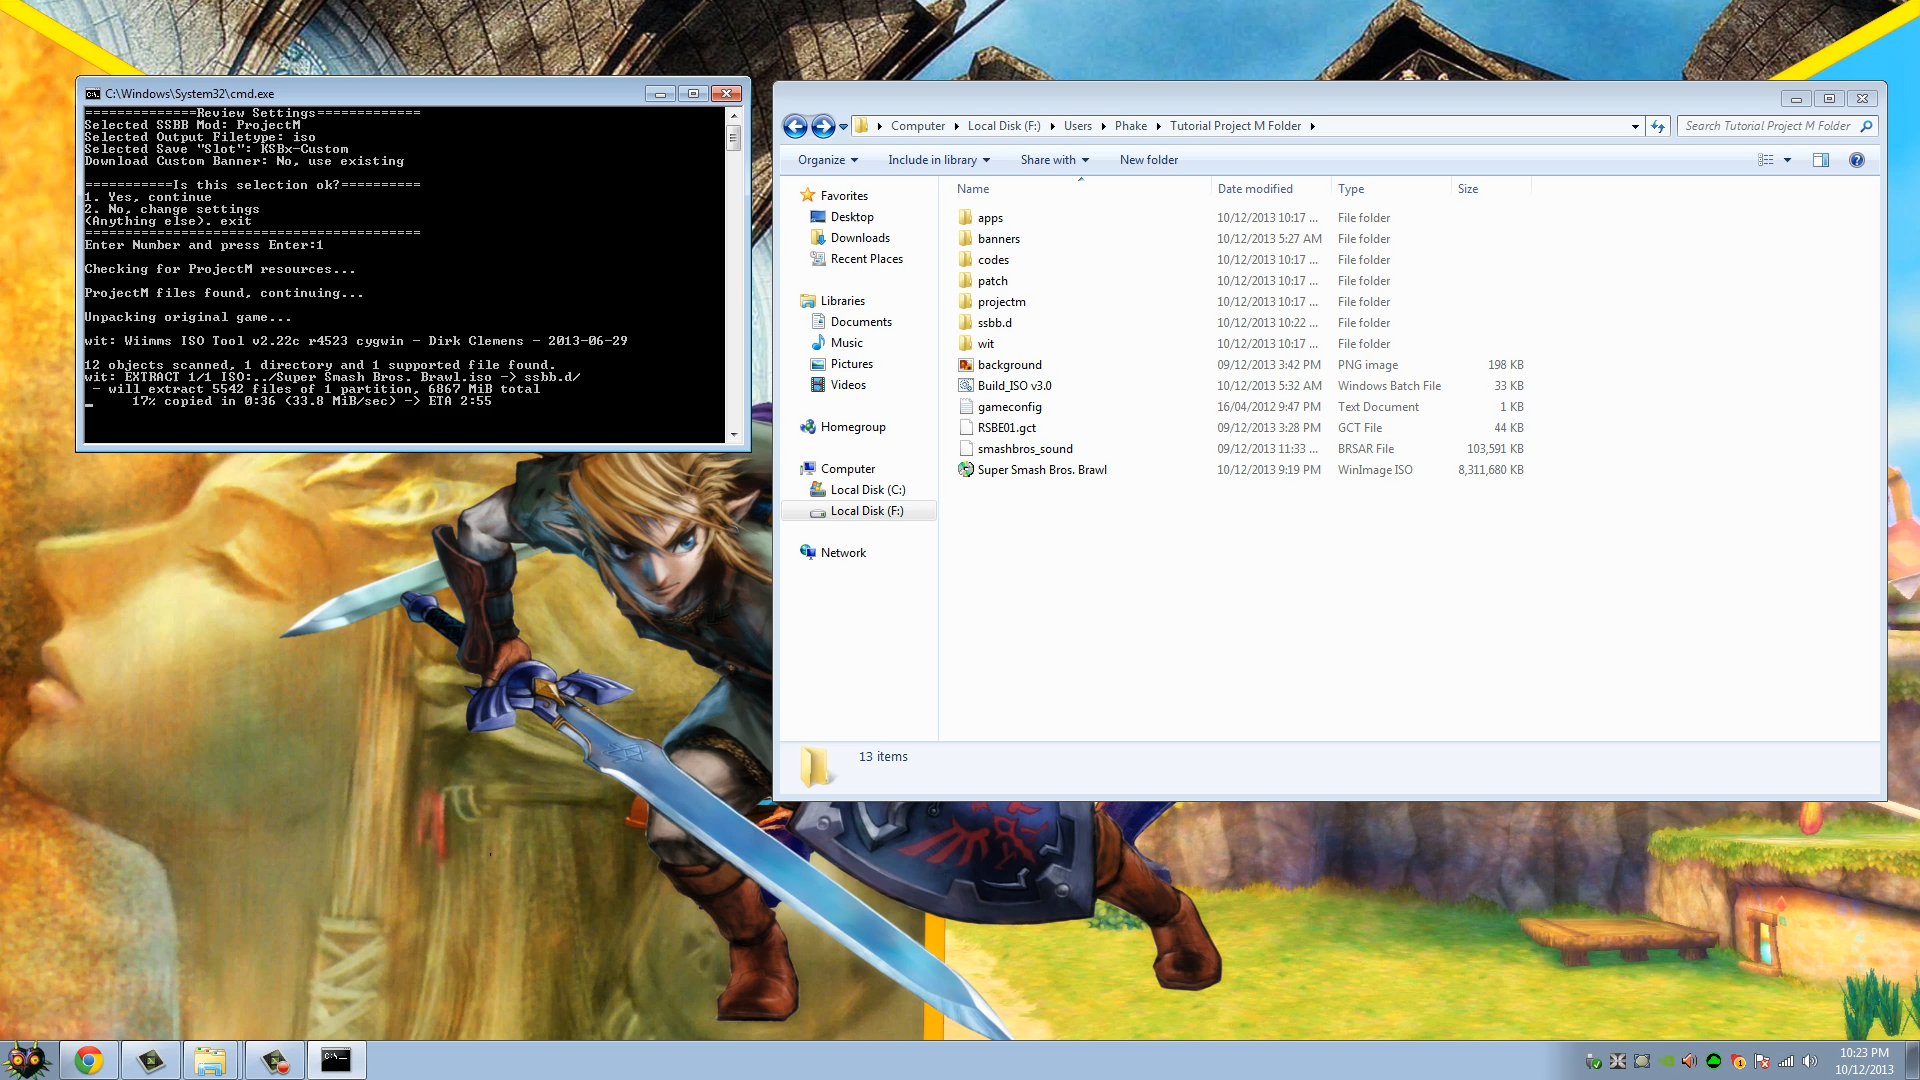 C:\Windows\System32\cmd.exe
==============Review Settings=============
Selected SSBB Mod: ProjectM
Selected Output Filetype: iso
Selected Save "Slot": KSBx-Custom
Download Custom Banner: No, use existing
===========Is this selection ok?==========
1. Yes, continue
2. No, change settings
(Anything else). exit
==========================================
Enter Number and press Enter:1
Checking for ProjectM resources...
ProjectM files found, continuing...
Unpacking original game...
wit: Wiimms ISO Tool v2.22c r4523 cygwin - Dirk Clemens - 2013-06-29
12 objects scanned, 1 directory and 1 supported file found.
wit: EXTRACT 1/1 ISO:../Super Smash Bros. Brawl.iso -> ssbb.d/
- will extract 5542 files of 1 partition, 6867 MiB total
17% copied in 0:36 (33.8 MiB/sec) -> ETA 2:55
Computer Local Disk (F:) Users Phake Tutorial Project M Folder
Search Tutorial Project M Folder
Organize Include in library Share with New folder
Favorites
Desktop
Downloads
Recent Places
Libraries
Documents
Music
Pictures
Videos
Homegroup
Computer
Local Disk (C:)
Local Disk (F:)
Network
Name Date modified Type Size
apps 10/12/2013 10:17 ... File folder
banners 10/12/2013 5:27 AM File folder
codes 10/12/2013 10:17 ... File folder
patch 10/12/2013 10:17 ... File folder
projectm 10/12/2013 10:17 ... File folder
ssbb.d 10/12/2013 10:22 ... File folder
wit 10/12/2013 10:17 ... File folder
background 09/12/2013 3:42 PM PNG image 198 KB
Build_ISO v3.0 10/12/2013 5:32 AM Windows Batch File 33 KB
gameconfig 16/04/2012 9:47 PM Text Document 1 KB
RSBE01.gct 09/12/2013 3:28 PM GCT File 44 KB
smashbros_sound 09/12/2013 11:33 ... BRSAR File 103,591 KB
Super Smash Bros. Brawl 10/12/2013 9:19 PM WinImage ISO 8,311,680 KB
13 items
10:23 PM
10/12/2013